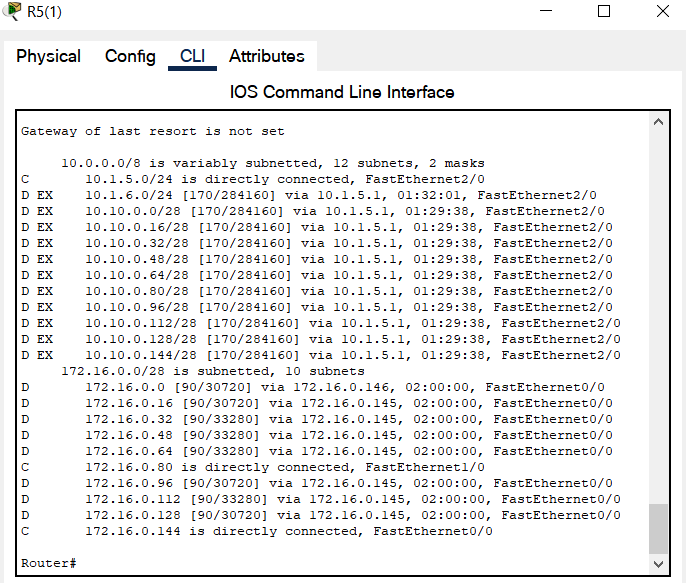 R5(1)
Physical Config CLI Attributes
IOS Command Line Interface
Gateway of last resort is not set
10.0.0.0/8 is variably subnetted, 12 subnets, 2 masks
C 10.1.5.0/24 is directly connected, FastEthernet2/0
D EX 10.1.6.0/24 [170/284160] via 10.1.5.1, 01:32:01, FastEthernet2/0
D EX 10.10.0.0/28 [170/284160] via 10.1.5.1, 01:29:38, FastEthernet2/0
D EX 10.10.0.16/28 [170/284160] via 10.1.5.1, 01:29:38, FastEthernet2/0
D EX 10.10.0.32/28 [170/284160] via 10.1.5.1, 01:29:38, FastEthernet2/0
D EX 10.10.0.48/28 [170/284160] via 10.1.5.1, 01:29:38, FastEthernet2/0
D EX 10.10.0.64/28 [170/284160] via 10.1.5.1, 01:29:38, FastEthernet2/0
D EX 10.10.0.80/28 [170/284160] via 10.1.5.1, 01:29:38, FastEthernet2/0
D EX 10.10.0.96/28 [170/284160] via 10.1.5.1, 01:29:38, FastEthernet2/0
D EX 10.10.0.112/28 [170/284160] via 10.1.5.1, 01:29:38, FastEthernet2/0
D EX 10.10.0.128/28 [170/284160] via 10.1.5.1, 01:29:38, FastEthernet2/0
D EX 10.10.0.144/28 [170/284160] via 10.1.5.1, 01:29:38, FastEthernet2/0
172.16.0.0/28 is subnetted, 10 subnets
D 172.16.0.0 [90/30720] via 172.16.0.146, 02:00:00, FastEthernet0/0
D 172.16.0.16 [90/30720] via 172.16.0.145, 02:00:00, FastEthernet0/0
D 172.16.0.32 [90/33280] via 172.16.0.145, 02:00:00, FastEthernet0/0
D 172.16.0.48 [90/33280] via 172.16.0.145, 02:00:00, FastEthernet0/0
D 172.16.0.64 [90/33280] via 172.16.0.145, 02:00:00, FastEthernet0/0
C 172.16.0.80 is directly connected, FastEthernet1/0
D 172.16.0.96 [90/30720] via 172.16.0.145, 02:00:00, FastEthernet0/0
D 172.16.0.112 [90/33280] via 172.16.0.145, 02:00:00, FastEthernet0/0
D 172.16.0.128 [90/30720] via 172.16.0.145, 02:00:00, FastEthernet0/0
C 172.16.0.144 is directly connected, FastEthernet0/0
Router#